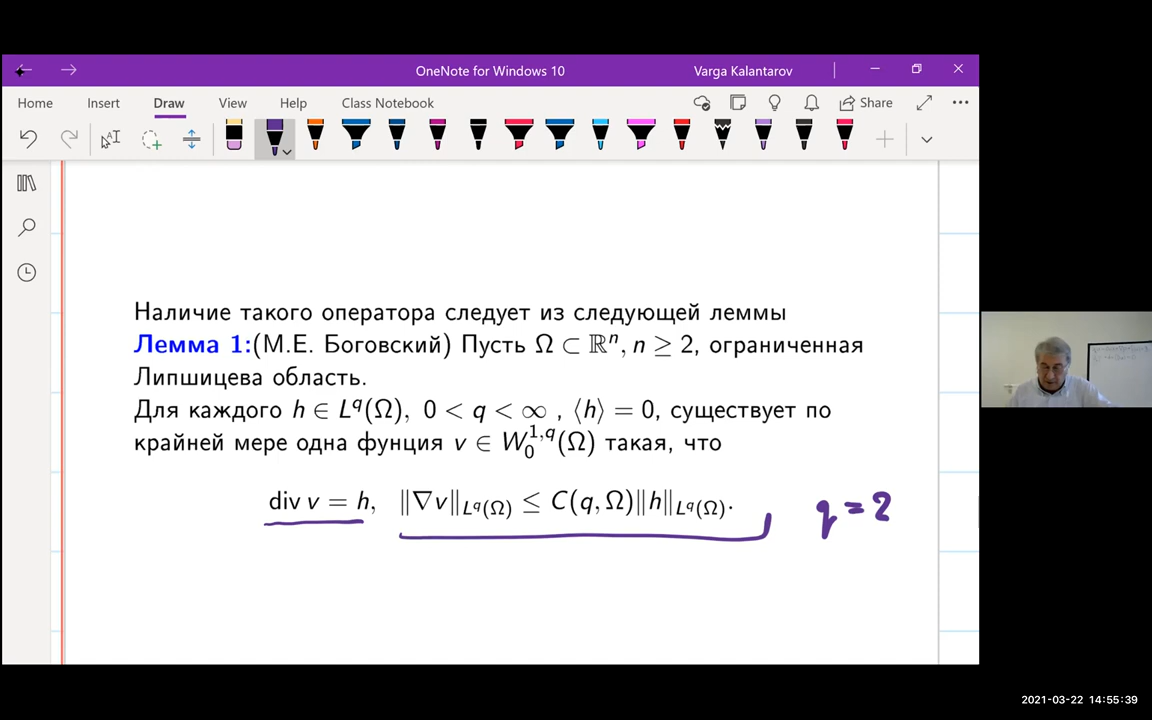 OneNote for Windows 10 Varga Kalantarov
Home Insert Draw View Help Class Notebook Share
Наличие такого оператора следует из следующей леммы
Лемма 1:(М.Е. Боговский) Пусть Ω ⊂ ℝⁿ, n ≥ 2, ограниченная
Липшицева область.
Для каждого h ∈ L^q(Ω), 0 < q < ∞ , ⟨h⟩ = 0, существует по
крайней мере одна фунция v ∈ W_0^{1,q}(Ω) такая, что
div v = h, ‖∇v‖_{L^q(Ω)} ≤ C(q, Ω)‖h‖_{L^q(Ω)}. q = 2
2021-03-22 14:55:39